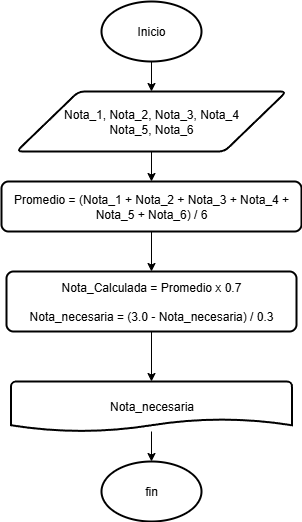 Inicio
Nota_1, Nota_2, Nota_3, Nota_4
Nota_5, Nota_6
Promedio = (Nota_1 + Nota_2 + Nota_3 + Nota_4 +
Nota_5 + Nota_6) / 6
Nota_Calculada = Promedio x 0.7
Nota_necesaria = (3.0 - Nota_necesaria) / 0.3
Nota_necesaria
fin